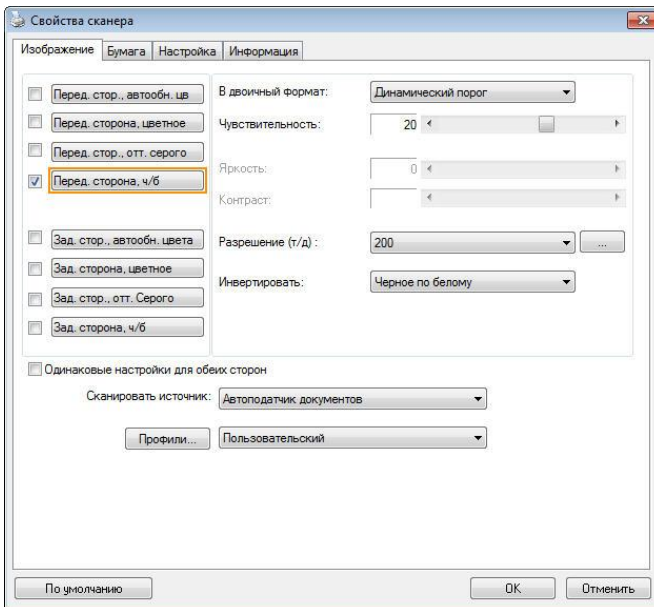 Свойства сканера
Изображение Бумага Настройка Информация
Перед. стор., автообн. цв
Перед. сторона, цветное
Перед. стор., отт. серого
Перед. сторона, ч/б
Зад. стор., автообн. цвета
Зад. сторона, цветное
Зад. стор., отт. Серого
Зад. сторона, ч/б
В двоичный формат: Динамический порог
Чувствительность: 20
Яркость: 0
Контраст:
Разрешение (т/д) : 200 ...
Инвертировать: Черное по белому
Одинаковые настройки для обеих сторон
Сканировать источник: Автоподатчик документов
Профили... Пользовательский
По умолчанию OK Отменить